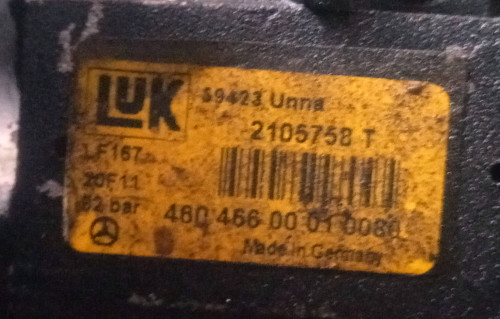 LUK
59423 Unna
2105758 T
LF167
20F11
82 bar
460 466 00 01 0080
Made in Germany